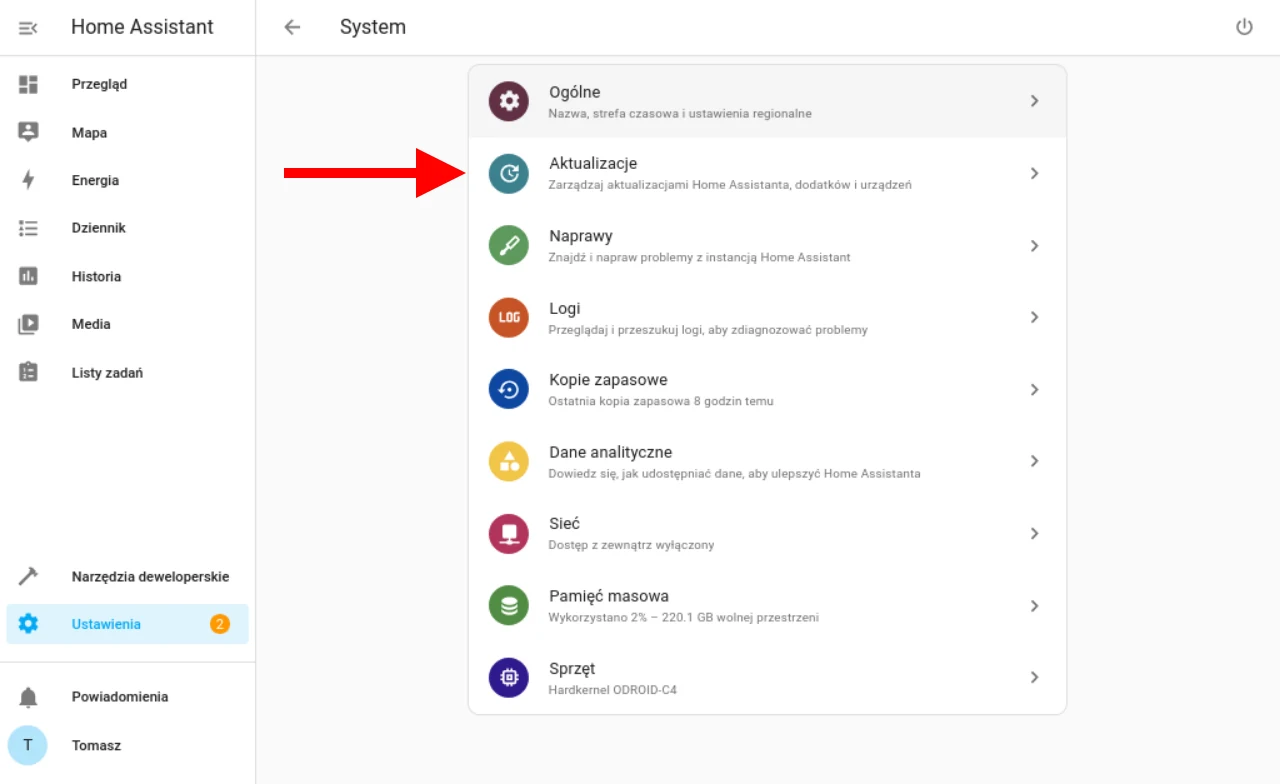 Home Assistant
Przegląd
Mapa
Energia
Dziennik
Historia
Media
Listy zadań
Narzędzia deweloperskie
Ustawienia 2
Powiadomienia
T Tomasz
System
Ogólne
Nazwa, strefa czasowa i ustawienia regionalne
Aktualizacje
Zarządzaj aktualizacjami Home Assistanta, dodatków i urządzeń
Naprawy
Znajdź i napraw problemy z instancją Home Assistant
LOG
Logi
Przeglądaj i przeszukuj logi, aby zdiagnozować problemy
Kopie zapasowe
Ostatnia kopia zapasowa 8 godzin temu
Dane analityczne
Dowiedz się, jak udostępniać dane, aby ulepszyć Home Assistanta
Sieć
Dostęp z zewnątrz wyłączony
Pamięć masowa
Wykorzystano 2% – 220.1 GB wolnej przestrzeni
Sprzęt
Hardkernel ODROID-C4